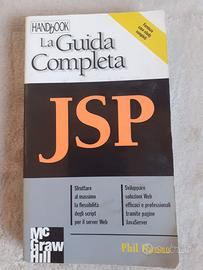 HANDBOOK
La Guida
Completa
JSP
Sfruttare
al massimo
la flessibilità
degli script
per il server Web
Sviluppare
soluzioni Web
efficaci e professionali
tramite pagine
JavaServer
Mc
Graw
Hill
Phil